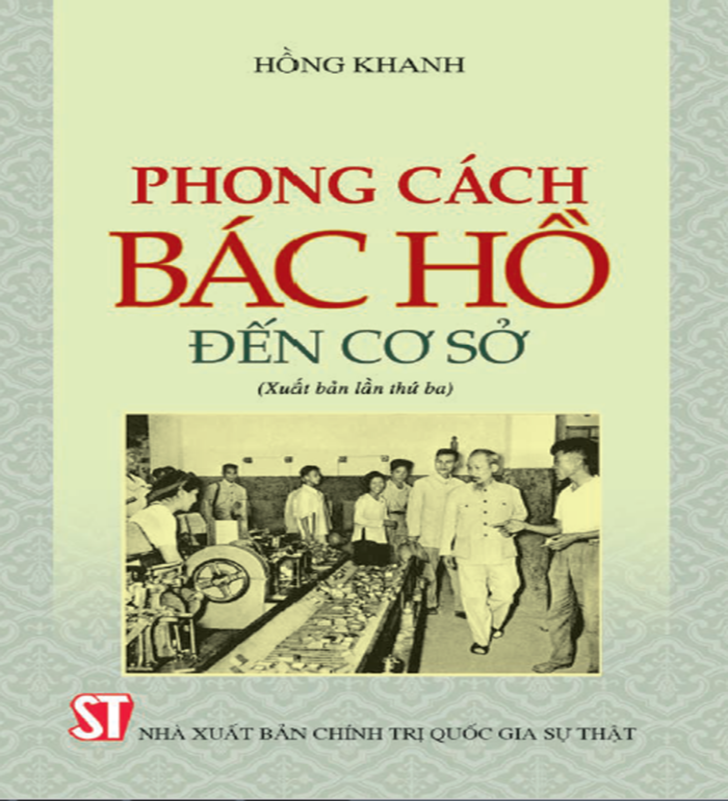 HỒNG KHANH
PHONG CÁCH
BÁC HỒ
ĐẾN CƠ SỞ
(Xuất bản lần thứ ba)
ST NHÀ XUẤT BẢN CHÍNH TRỊ QUỐC GIA SỰ THẬT